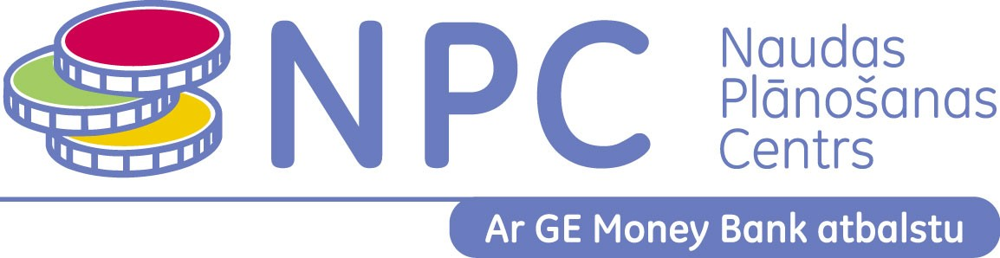 NPC
Naudas
Plānošanas
Centrs
Ar GE Money Bank atbalstu